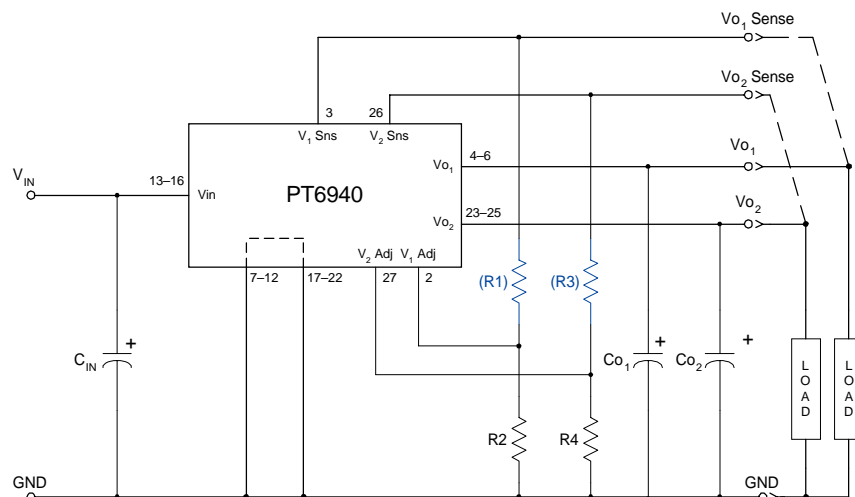 Vo1 Sense
Vo2 Sense
3
26
V1 Sns
V2 Sns
4–6
Vo1
Vo1
VIN
13–16
Vin
PT6940
23–25
Vo2
Vo2
V2 Adj
V1 Adj
7–12
17–22
27
2
(R1)
(R3)
+
+
+
CIN
Co1
Co2
LOAD
LOAD
R2
R4
GND
GND